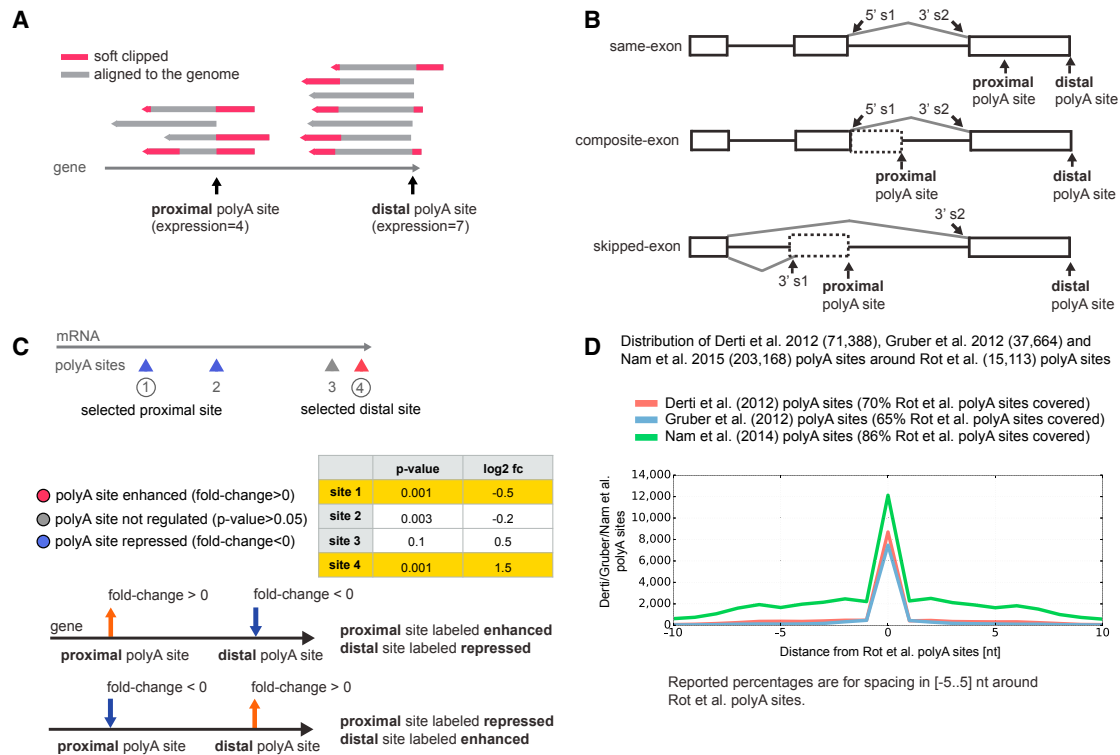 A
soft clipped
aligned to the genome
gene
proximal polyA site
(expression=4)
distal polyA site
(expression=7)
B
same-exon
5' s1
3' s2
proximal
polyA site
distal
polyA site
composite-exon
5' s1
3' s2
proximal
polyA site
distal
polyA site
skipped-exon
3' s2
3' s1
proximal
polyA site
distal
polyA site
C
mRNA
polyA sites
1 2 3 4
selected proximal site
selected distal site
polyA site enhanced (fold-change>0)
polyA site not regulated (p-value>0.05)
polyA site repressed (fold-change<0)
p-value log2 fc
site 1 0.001 -0.5
site 2 0.003 -0.2
site 3 0.1 0.5
site 4 0.001 1.5
fold-change > 0
fold-change < 0
gene
proximal polyA site
distal polyA site
proximal site labeled enhanced
distal site labeled repressed
fold-change < 0
fold-change > 0
proximal polyA site
distal polyA site
proximal site labeled repressed
distal site labeled enhanced
D
Distribution of Derti et al. 2012 (71,388), Gruber et al. 2012 (37,664) and
Nam et al. 2015 (203,168) polyA sites around Rot et al. (15,113) polyA sites
Derti et al. (2012) polyA sites (70% Rot et al. polyA Sites covered)
Gruber et al. (2012) polyA sites (65% Rot et al. polyA Sites covered)
Nam et al. (2014) polyA sites (86% Rot et al. polyA Sites covered)
Derti/Gruber/Nam et al.
polyA sites
14,000
12,000
10,000
8,000
6,000
4,000
2,000
0
-10 -5 0 5 10
Distance from Rot et al. polyA sites [nt]
Reported percentages are for spacing in [-5..5] nt around
Rot et al. polyA sites.